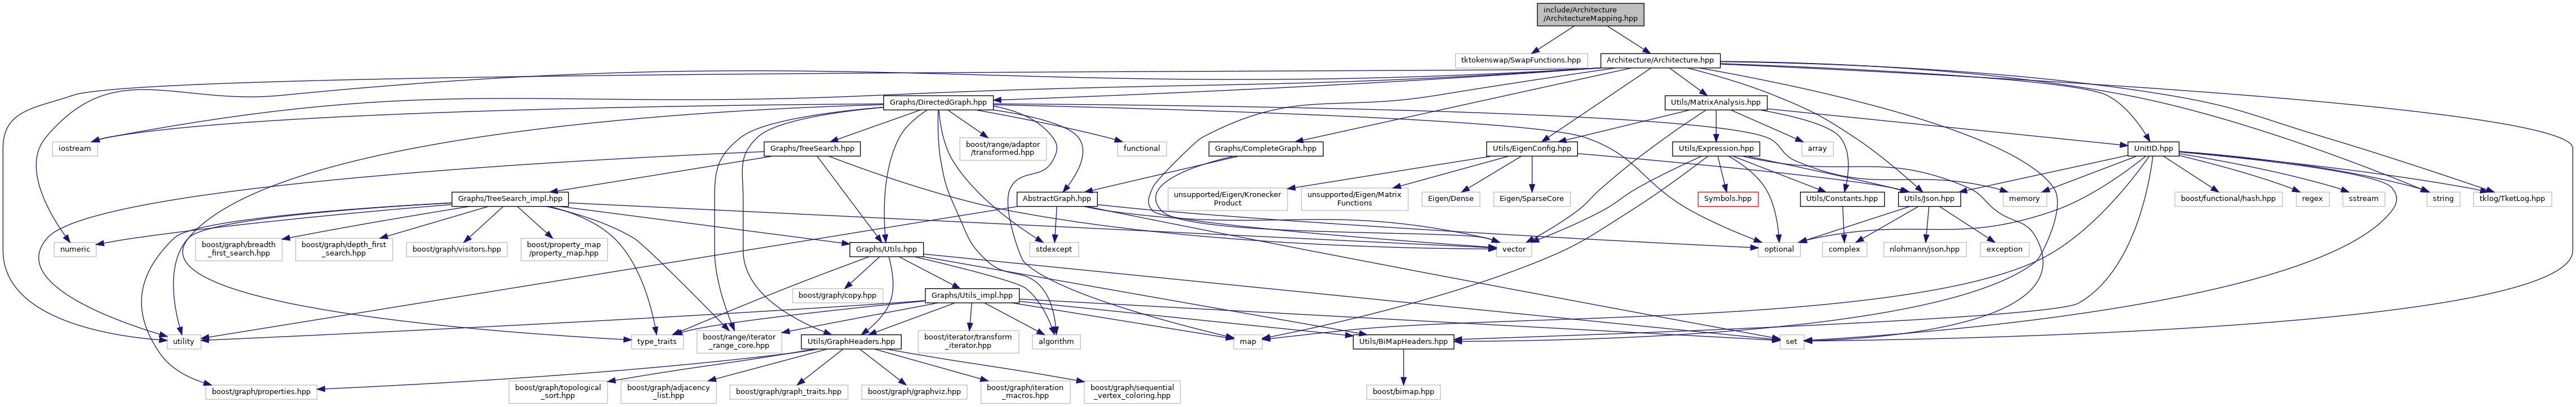 include/Architecture
/ArchitectureMapping.hpp
tktokenswap/SwapFunctions.hpp
Architecture/Architecture.hpp
Graphs/DirectedGraph.hpp
Utils/MatrixAnalysis.hpp
iostream
Graphs/TreeSearch.hpp
boost/range/adaptor
/transformed.hpp
functional
Graphs/CompleteGraph.hpp
Utils/EigenConfig.hpp
Utils/Expression.hpp
array
UnitID.hpp
Graphs/TreeSearch_impl.hpp
AbstractGraph.hpp
unsupported/Eigen/Kronecker
Product
unsupported/Eigen/Matrix
Functions
Eigen/Dense
Eigen/SparseCore
Symbols.hpp
Utils/Constants.hpp
Utils/Json.hpp
memory
boost/functional/hash.hpp
regex
sstream
string
tklog/TketLog.hpp
numeric
boost/graph/breadth
_first_search.hpp
boost/graph/depth_first
_search.hpp
boost/graph/visitors.hpp
boost/property_map
/property_map.hpp
Graphs/Utils.hpp
stdexcept
vector
optional
complex
nlohmann/json.hpp
exception
boost/graph/copy.hpp
Graphs/Utils_impl.hpp
utility
type_traits
boost/range/iterator
_range_core.hpp
Utils/GraphHeaders.hpp
boost/iterator/transform
_iterator.hpp
algorithm
map
Utils/BiMapHeaders.hpp
set
boost/graph/properties.hpp
boost/graph/topological
_sort.hpp
boost/graph/adjacency
_list.hpp
boost/graph/graph_traits.hpp
boost/graph/graphviz.hpp
boost/graph/iteration
_macros.hpp
boost/graph/sequential
_vertex_coloring.hpp
boost/bimap.hpp